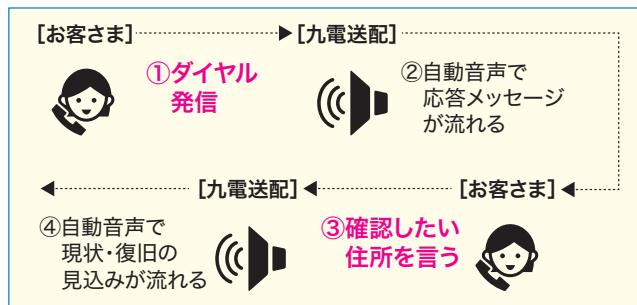 [お客さま]
[九電送配]
①ダイヤル
発信
②自動音声で
応答メッセージ
が流れる
[お客さま]
③確認したい
住所を言う
[九電送配]
④自動音声で
現状・復旧の
見込みが流れる